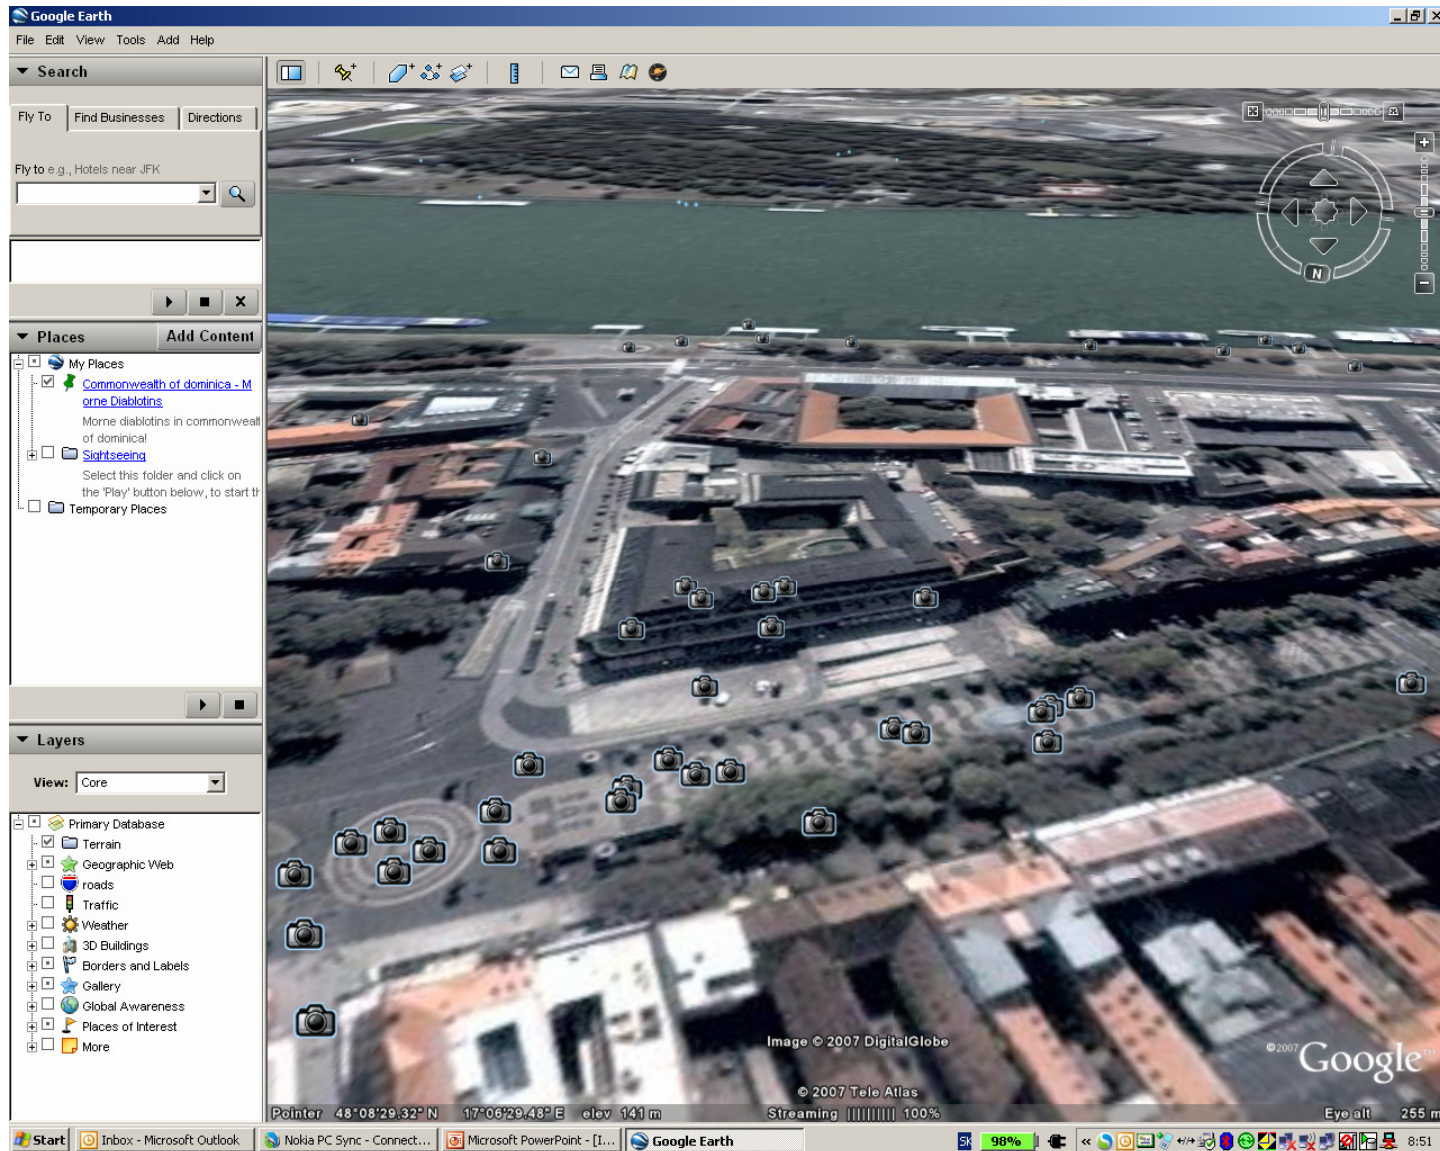 Google Earth
File Edit View Tools Add Help
Search
Fly To Find Businesses Directions
Fly to e.g., Hotels near JFK
Places Add Content
My Places
Commonwealth of dominica - M
orne Diablotins
Morne diablotins in commonwealt
of dominica!
Sightseeing
Select this folder and click on
the 'Play' button below, to start th
Temporary Places
Layers
View: Core
Primary Database
Terrain
Geographic Web
roads
Traffic
Weather
3D Buildings
Borders and Labels
Gallery
Global Awareness
Places of Interest
More
N
Image © 2007 DigitalGlobe
© 2007 Tele Atlas
©2007 Google™
Pointer 48°08'29.32" N 17°06'29.48" E elev 141 m Streaming |||||||||| 100% Eye alt 255 m
Start Inbox - Microsoft Outlook Nokia PC Sync - Connect... Microsoft PowerPoint - [I... Google Earth SK 98% « 8:51